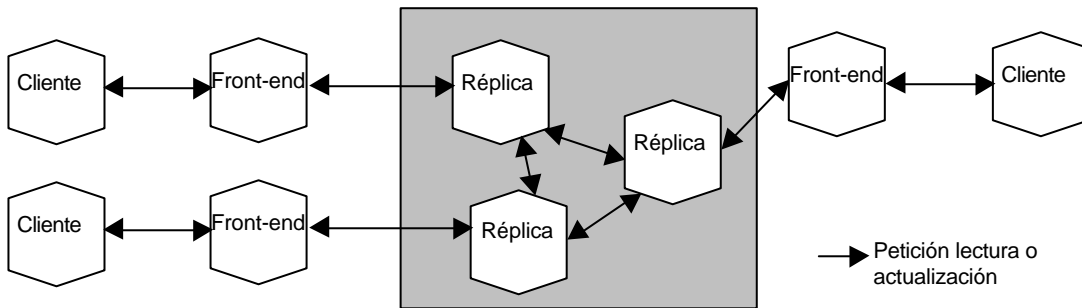 Cliente
Front-end
Réplica
Front-end
Cliente
Réplica
Cliente
Front-end
Réplica
Petición lectura o
actualización